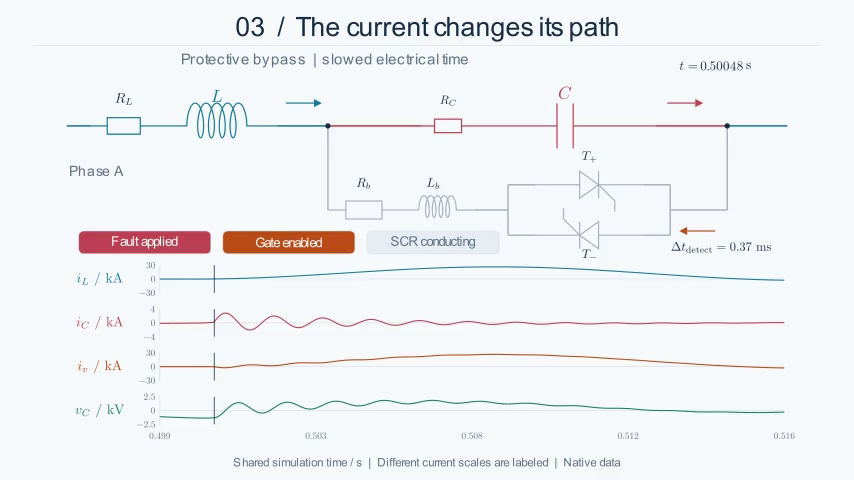 03 / The current changes its path
Protective bypass | slowed electrical time
t = 0.50048 s
R_L
L
R_C
C
Phase A
R_b
L_b
T_+
T_−
Fault applied
Gate enabled
SCR conducting
Δt_detect = 0.37 ms
i_L / kA
30
0
−30
i_C / kA
4
0
−4
i_v / kA
30
0
−30
v_C / kV
2.5
0
−2.5
0.499 0.503 0.508 0.512 0.516
Shared simulation time / s | Different current scales are labeled | Native data